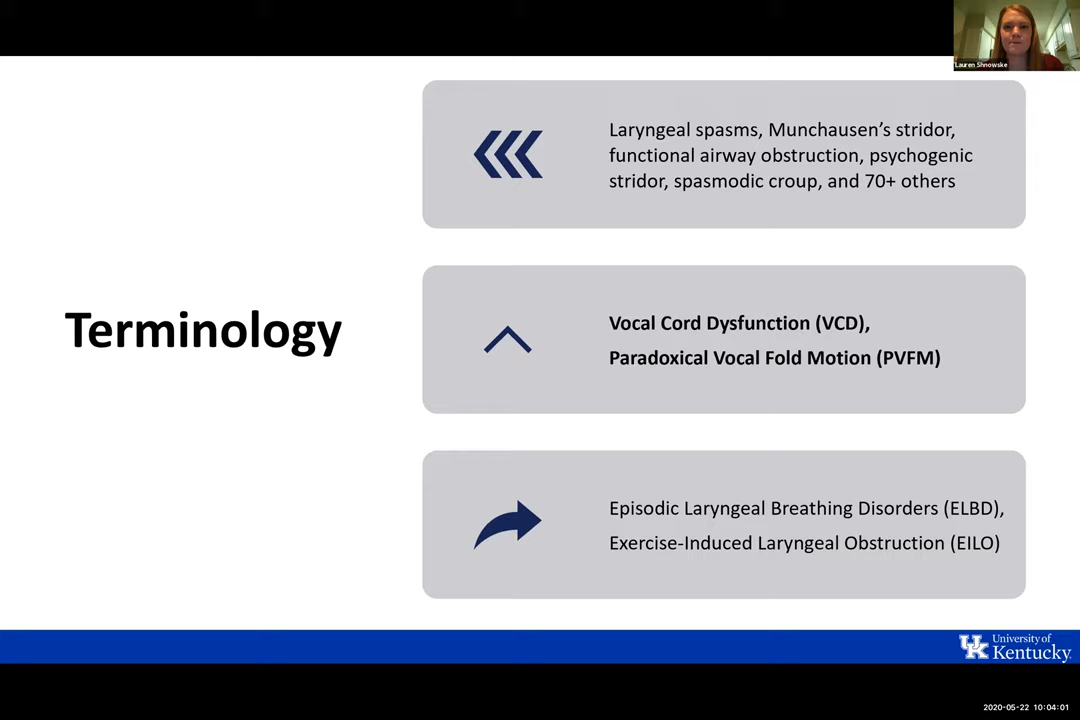 Lauren Shnowske
Laryngeal spasms, Munchausen’s stridor,
functional airway obstruction, psychogenic
stridor, spasmodic croup, and 70+ others
Terminology
Vocal Cord Dysfunction (VCD),
Paradoxical Vocal Fold Motion (PVFM)
Episodic Laryngeal Breathing Disorders (ELBD),
Exercise-Induced Laryngeal Obstruction (EILO)
UK
University of
Kentucky.
2020-05-22 10:04:01